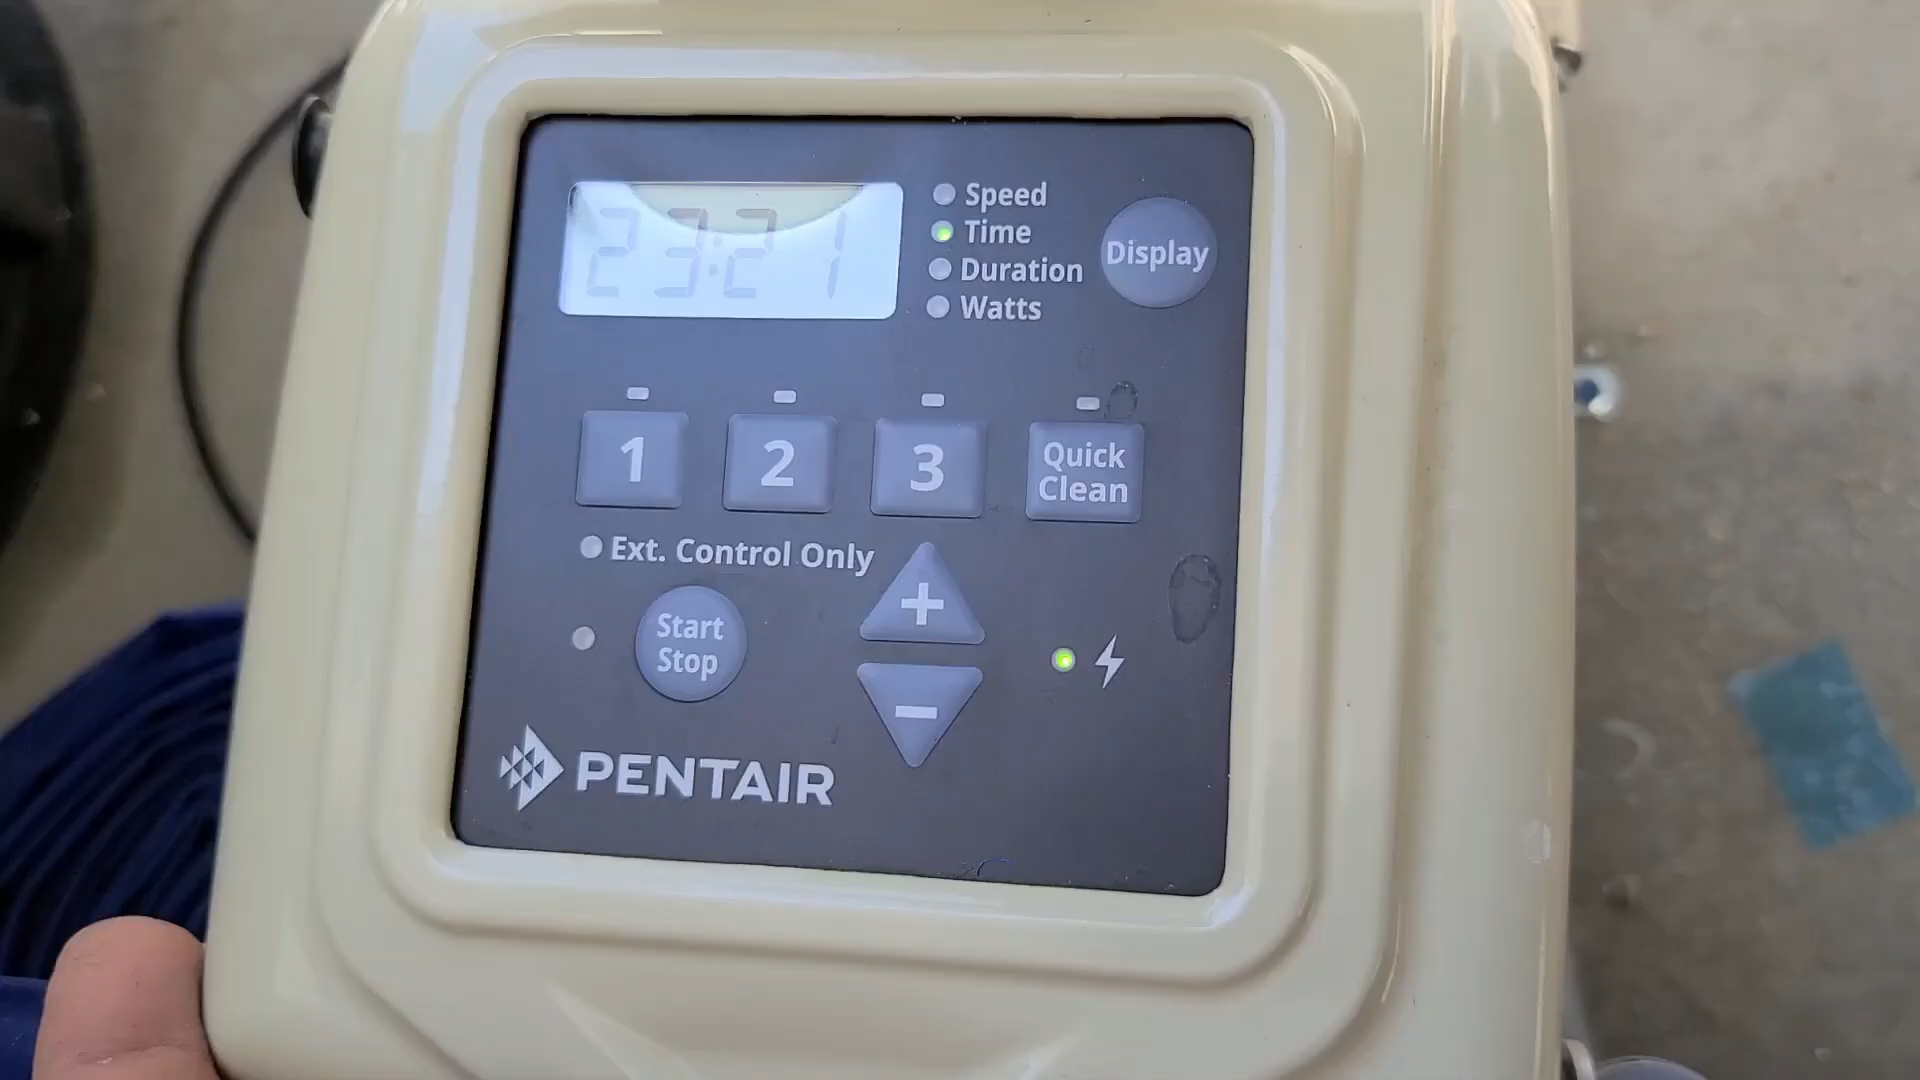 23:21
Speed
Time
Duration
Watts
Display
1
2
3
Quick
Clean
Ext. Control Only
Start
Stop
+
−
PENTAIR